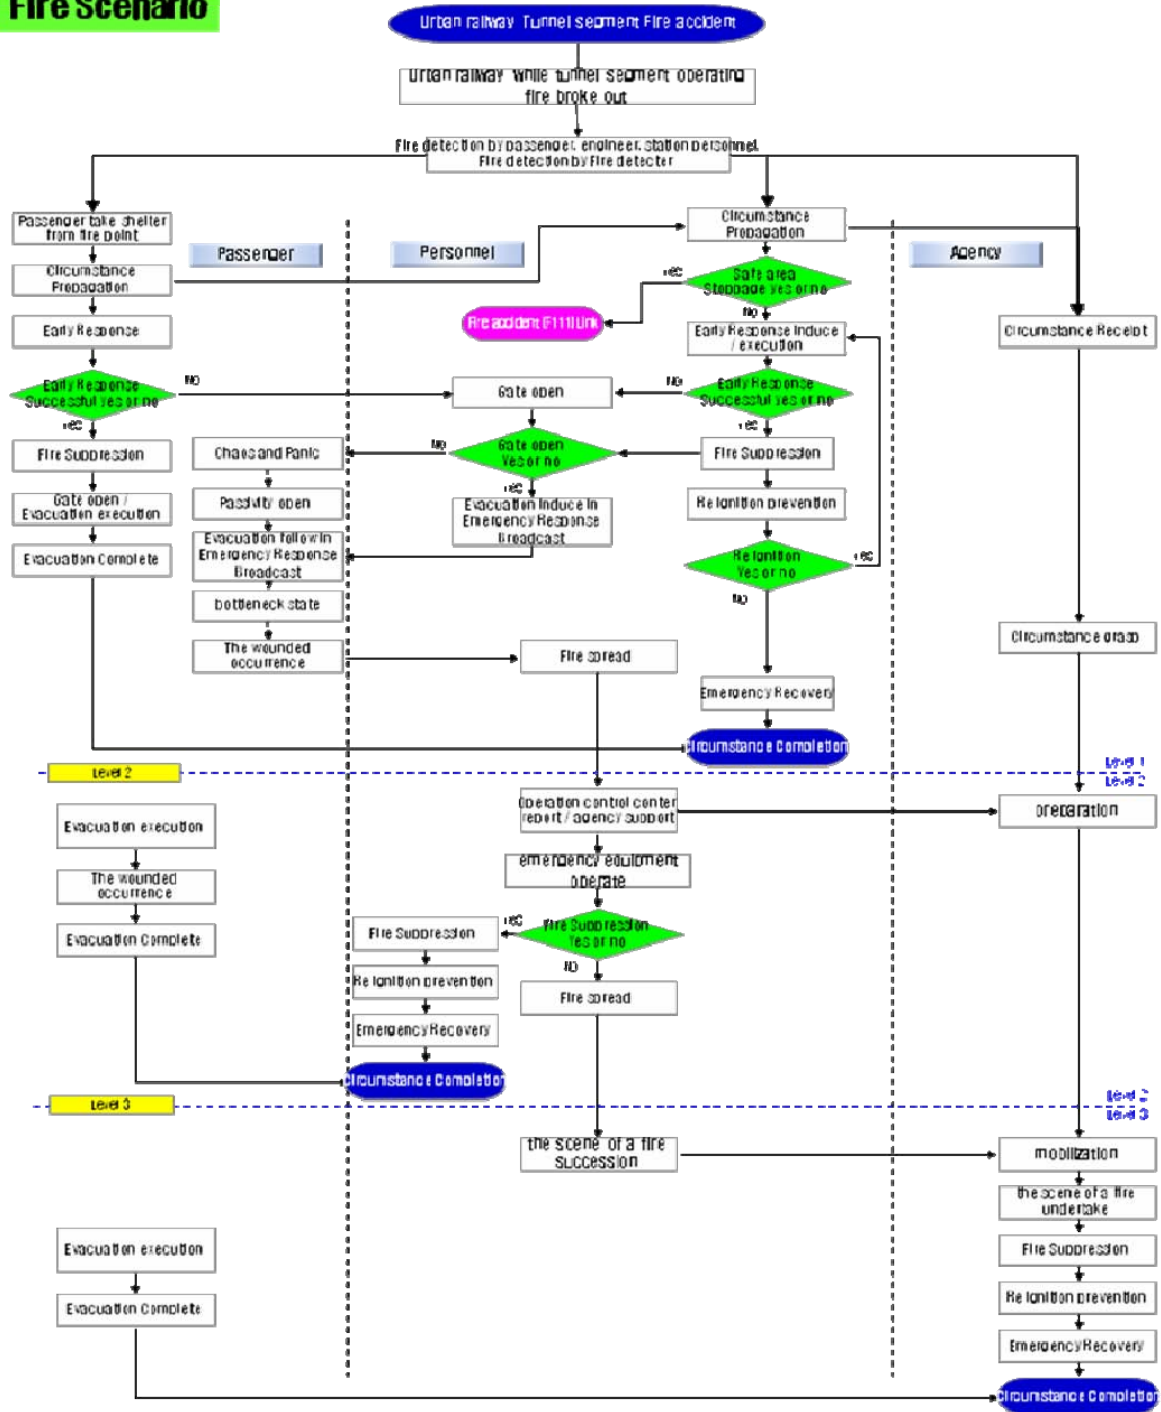 Fire Scenario
Urban railway Tunnel segment Fire accident
Urban railway While tunnel segment operating
fire broke out
Fire detection by passenger, engineer, station personnel,
Fire detection by Fire detecter
Passenger take shelter
from fire point
Circumstance
Propagation
Passenger
Personnel
Agency
Circumstance
Propagation
Safe area
Stoppage yes or no
Yes
No
Fire accident (F111) Link
Early Response
Early Response Induce
/ execution
Circumstance Receipt
Early Response
Successful yes or no
No
Yes
Gate open
No
Early Response
Successful yes or no
Yes
Fire Suppression
Chaos and Panic
No
Gate open
Yes or no
Yes
Fire Suppression
Gate open /
Evacuation execution
Passivity open
Evacuation Induce in
Emergency Response
Broadcast
Re ignition prevention
Evacuation Complete
Evacuation follow in
Emergency Response
Broadcast
Re ignition
Yes or no
Yes
No
bottleneck state
The wounded
occurrence
Fire spread
Circumstance grasp
Emergency Recovery
Circumstance Completion
Level 2
Level 1
Level 2
Evacuation execution
Operation control center
report / agency support
preparation
The wounded
occurrence
emergency equipment
operate
Evacuation Complete
Fire Suppression
Yes
Fire Suppression
Yes or no
No
Re ignition prevention
Fire spread
Emergency Recovery
Circumstance Completion
Level 3
Level 2
Level 3
the scene of a fire
succession
mobilization
the scene of a fire
undertake
Evacuation execution
Fire Suppression
Evacuation Complete
Re ignition prevention
Emergency Recovery
Circumstance Completion